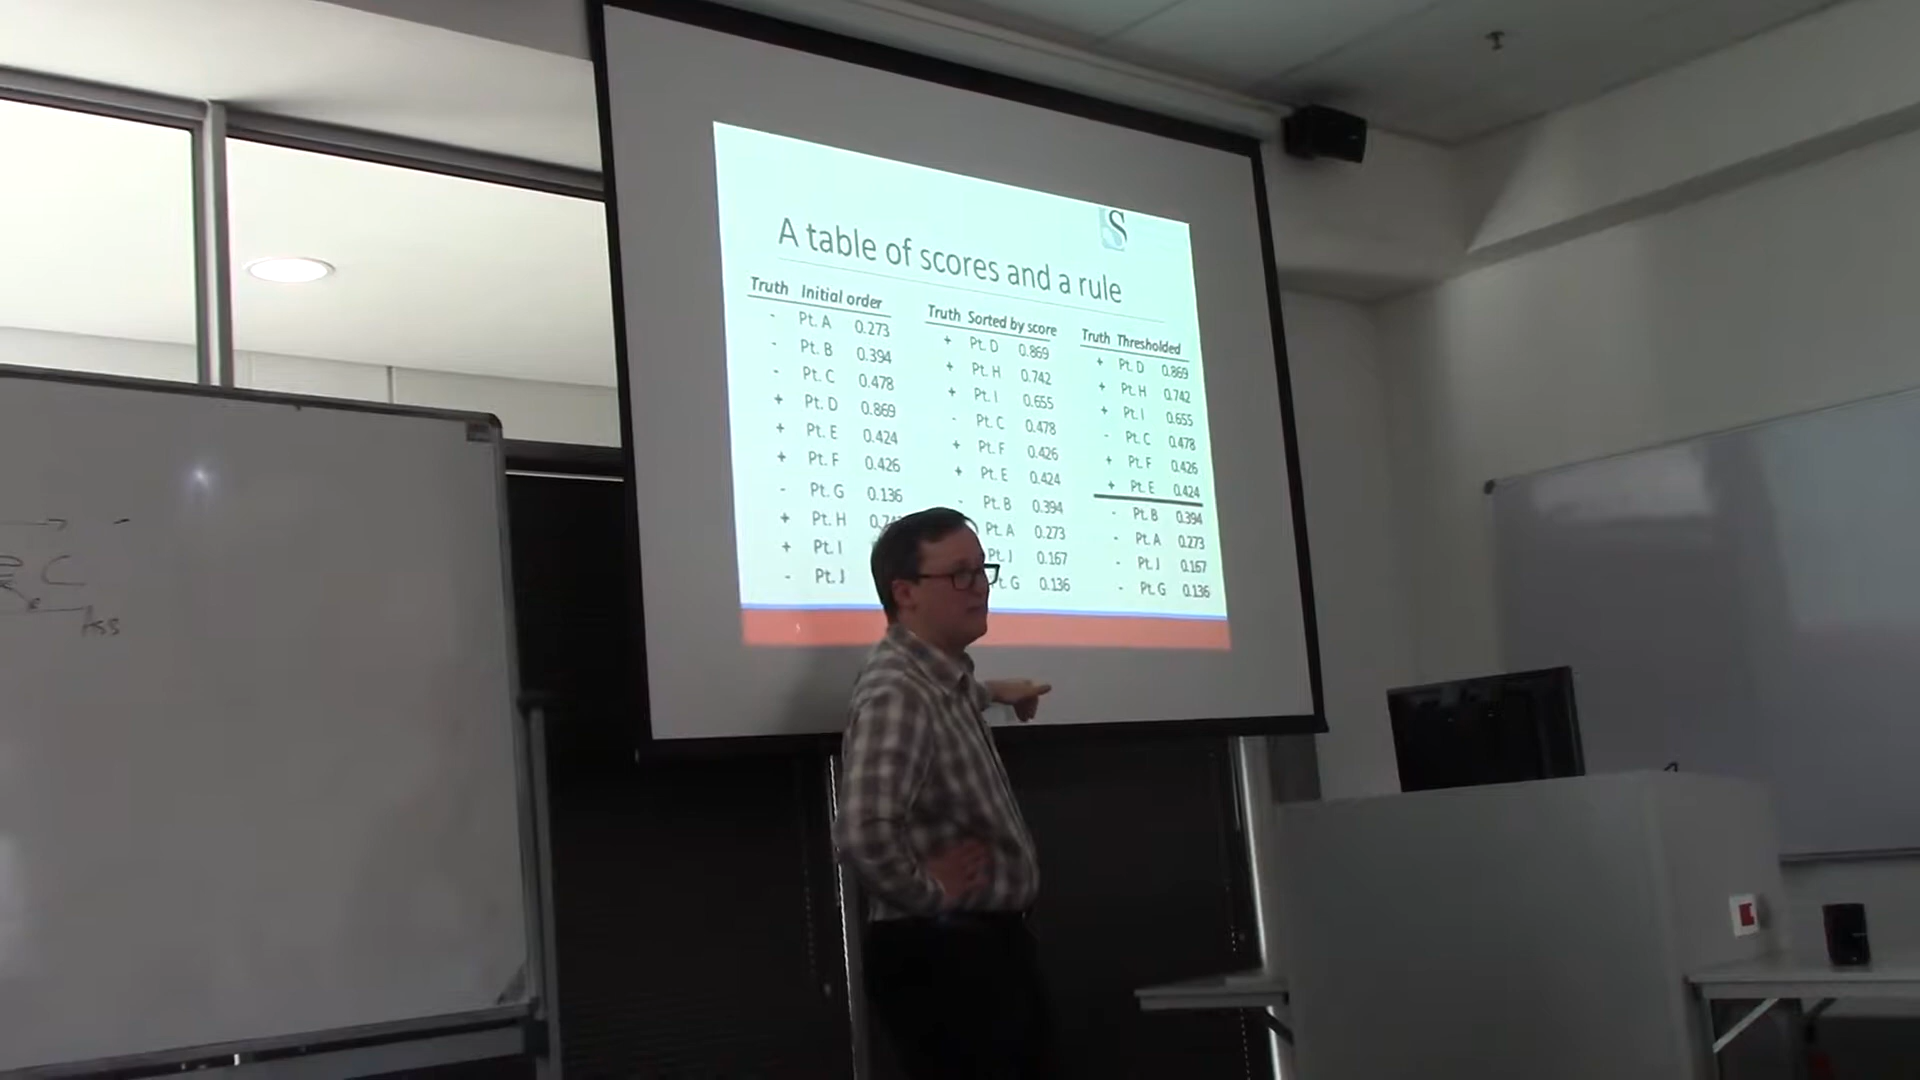 S
A table of scores and a rule
Truth Initial order
- Pt. A 0.273
- Pt. B 0.394
- Pt. C 0.478
+ Pt. D 0.869
+ Pt. E 0.424
+ Pt. F 0.426
- Pt. G 0.136
+ Pt. H 0.74
+ Pt. I
- Pt. J
Truth Sorted by score
+ Pt. D 0.869
+ Pt. H 0.742
+ Pt. I 0.655
- Pt. C 0.478
+ Pt. F 0.426
+ Pt. E 0.424
- Pt. B 0.394
Pt. A 0.273
Pt. J 0.167
Pt. G 0.136
Truth Thresholded
+ Pt. D 0.869
+ Pt. H 0.742
+ Pt. I 0.655
- Pt. C 0.478
+ Pt. F 0.426
+ Pt. E 0.424
- Pt. B 0.394
- Pt. A 0.273
- Pt. J 0.167
- Pt. G 0.136
C
Ass